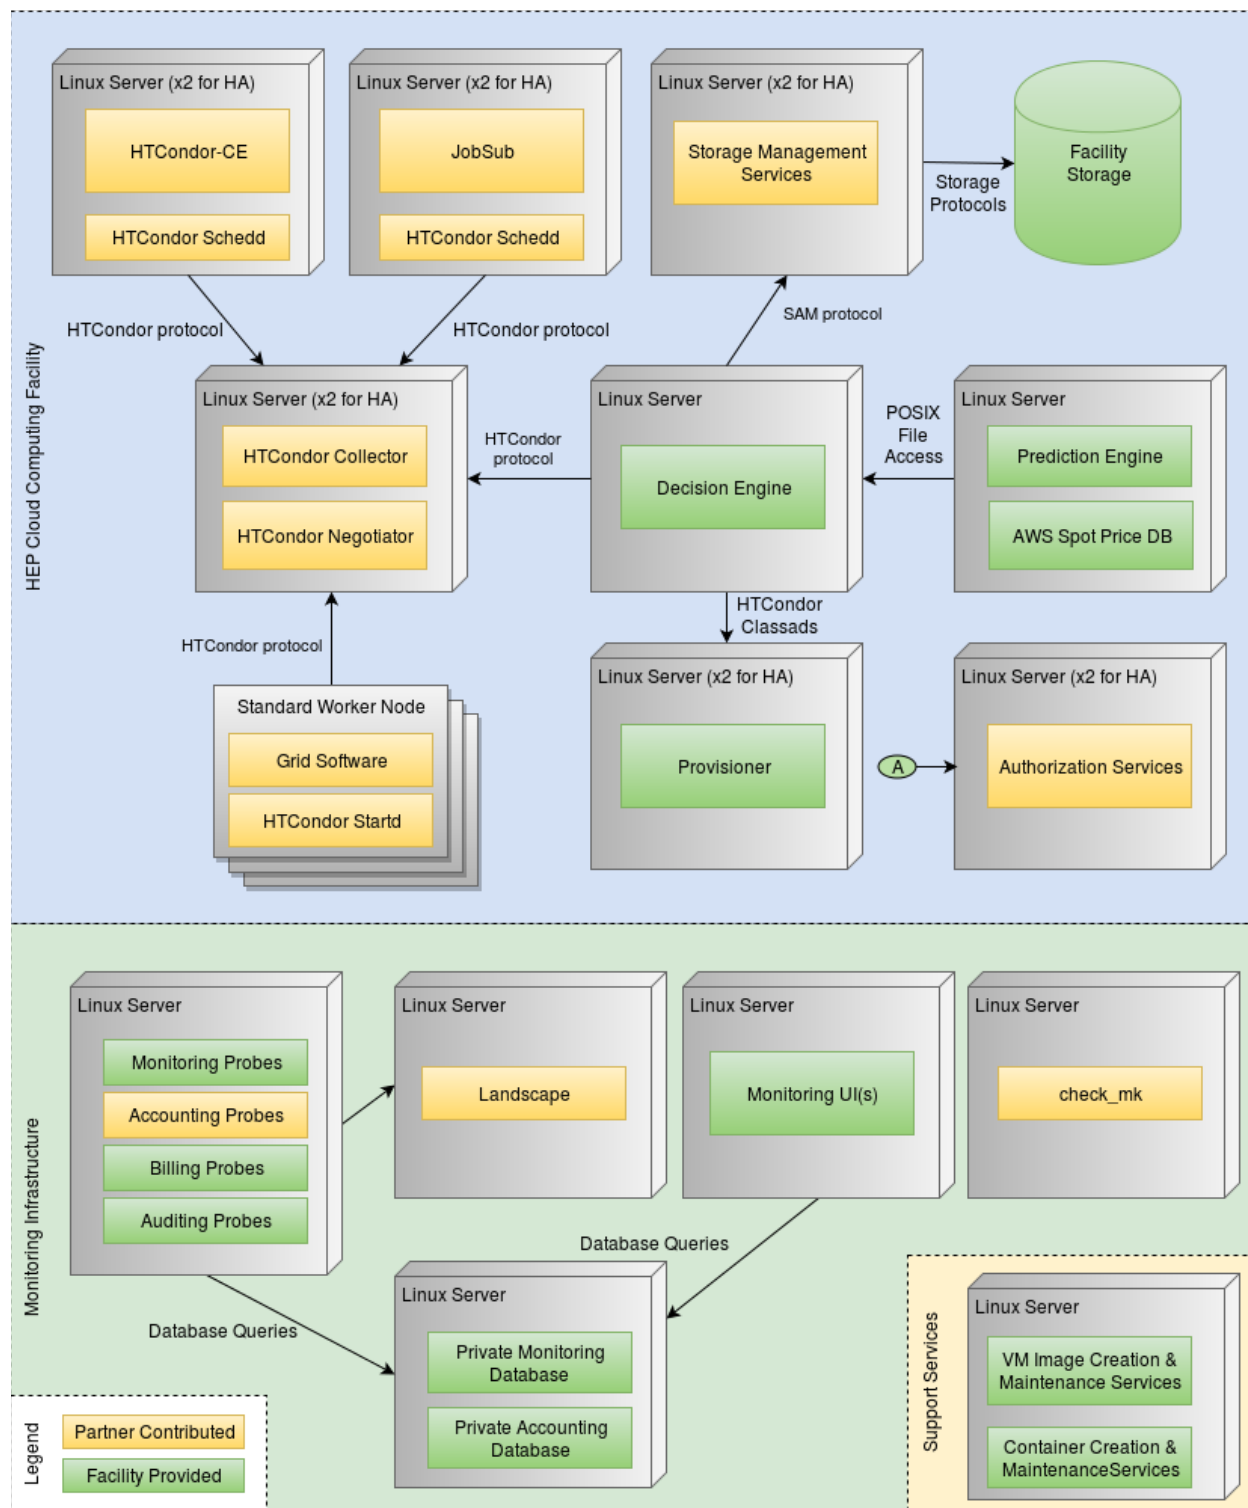 HEP Cloud Computing Facility
Linux Server (x2 for HA)
HTCondor-CE
HTCondor Schedd
Linux Server (x2 for HA)
JobSub
HTCondor Schedd
Linux Server (x2 for HA)
Storage Management
Services
Storage
Protocols
Facility
Storage
HTCondor protocol
HTCondor protocol
SAM protocol
Linux Server (x2 for HA)
HTCondor Collector
HTCondor Negotiator
HTCondor
protocol
Linux Server
Decision Engine
POSIX
File
Access
Linux Server
Prediction Engine
AWS Spot Price DB
HTCondor protocol
HTCondor
Classads
Standard Worker Node
Grid Software
HTCondor Startd
Linux Server (x2 for HA)
Provisioner
A
Linux Server (x2 for HA)
Authorization Services
Monitoring Infrastructure
Linux Server
Monitoring Probes
Accounting Probes
Billing Probes
Auditing Probes
Linux Server
Landscape
Linux Server
Monitoring UI(s)
Linux Server
check_mk
Database Queries
Database Queries
Linux Server
Private Monitoring
Database
Private Accounting
Database
Legend
Partner Contributed
Facility Provided
Support Services
Linux Server
VM Image Creation &
Maintenance Services
Container Creation &
MaintenanceServices